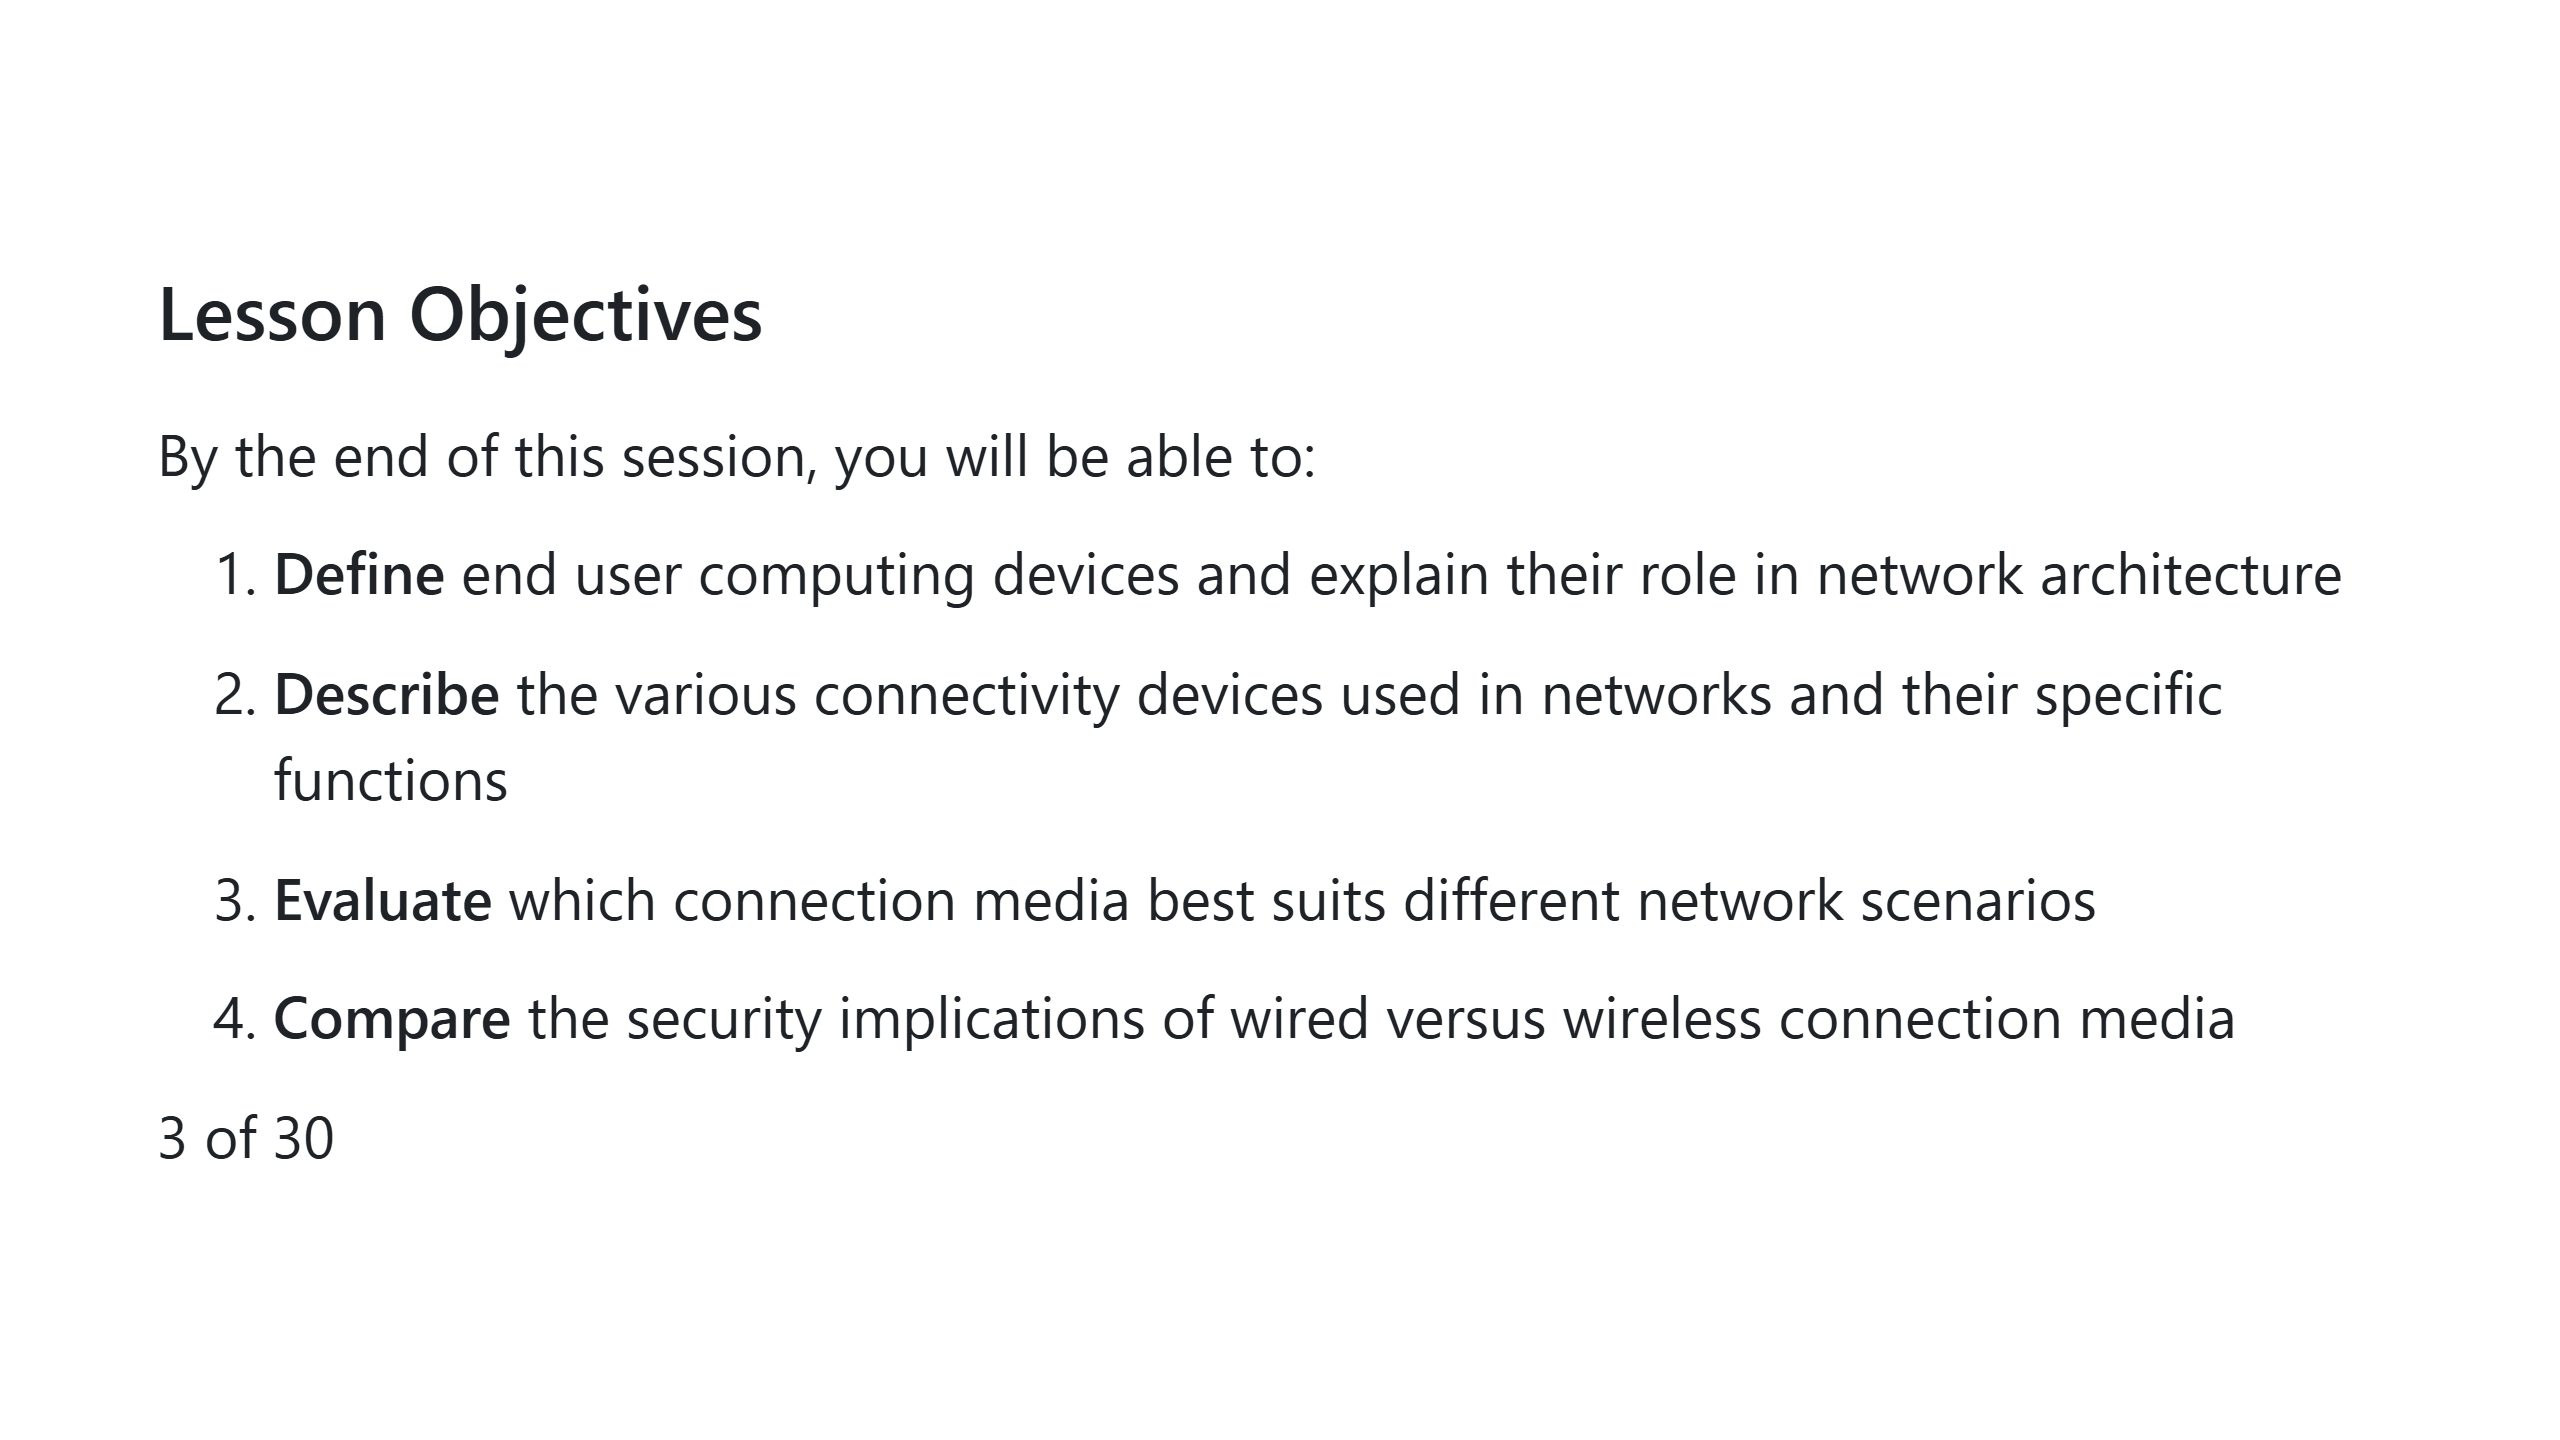 Lesson Objectives
By the end of this session, you will be able to:
1. Define end user computing devices and explain their role in network architecture
2. Describe the various connectivity devices used in networks and their specific
functions
3. Evaluate which connection media best suits different network scenarios
4. Compare the security implications of wired versus wireless connection media
3 of 30